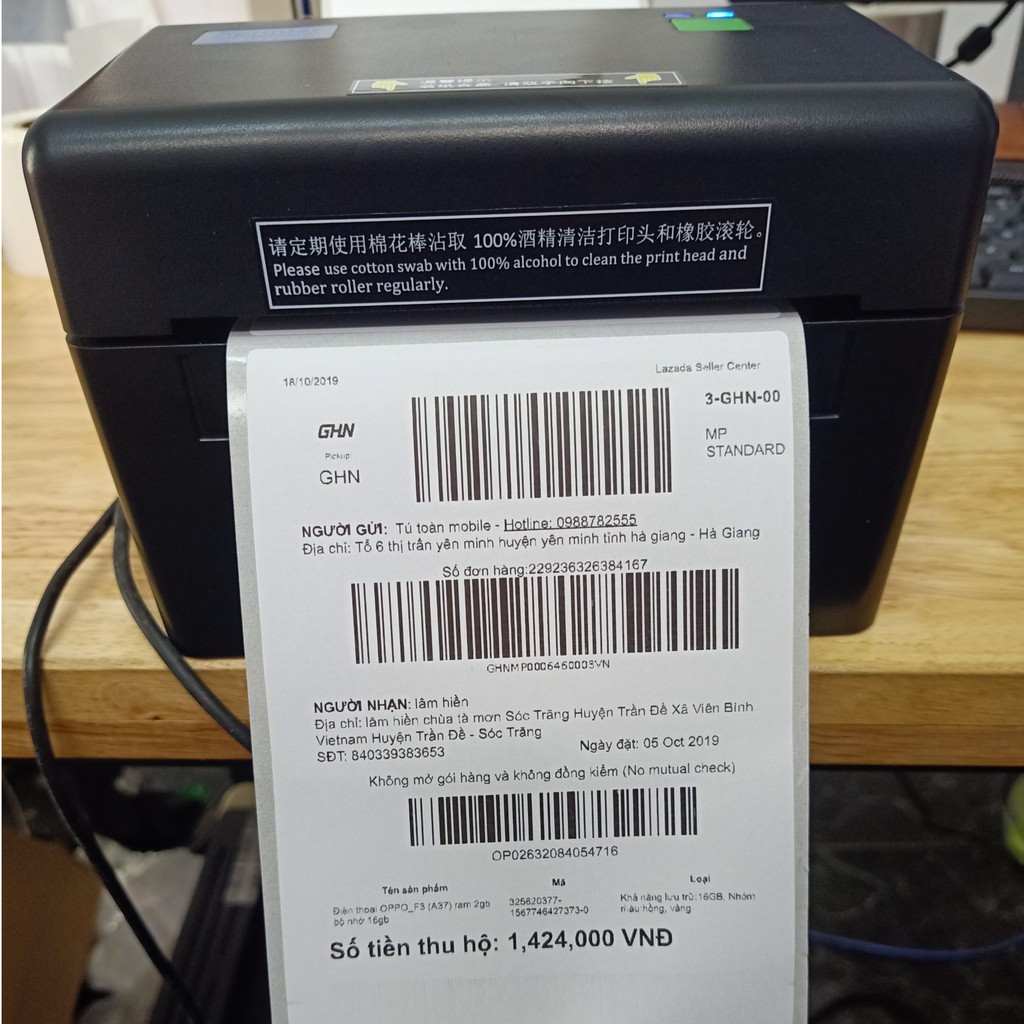 温馨提示
请定期使用棉花棒沾取 100%酒精清洁打印头和橡胶滚轮。
Please use cotton swab with 100% alcohol to clean the print head and
rubber roller regularly.
18/10/2019
Lazada Seller Center
3-GHN-00
GHN
Pickup:
GHN
MP
STANDARD
NGƯỜI GỬI: Tú toàn mobile - Hotline: 0988782555
Địa chỉ: Tổ 6 thị trấn yên minh huyện yên minh tỉnh hà giang - Hà Giang
Số đơn hàng:229236326384167
GHNMP0006460003VN
NGƯỜI NHẬN: lâm hiền
Địa chỉ: lâm hiền chùa tà mơn Sóc Trăng Huyện Trần Đề Xã Viên Bình
Vietnam Huyện Trần Đề - Sóc Trăng
SĐT: 840339383653
Ngày đặt: 05 Oct 2019
Không mở gói hàng và không đồng kiểm (No mutual check)
OP02632084054716
Tên sản phẩm
Mã
Loại
Điện thoại OPPO_F3 (A37) ram 2gb
bộ nhớ 16gb
325620377-
1567746427373-0
Khả năng lưu trữ:16GB, Nhóm
màu:hồng, vàng
Số tiền thu hộ: 1,424,000 VNĐ